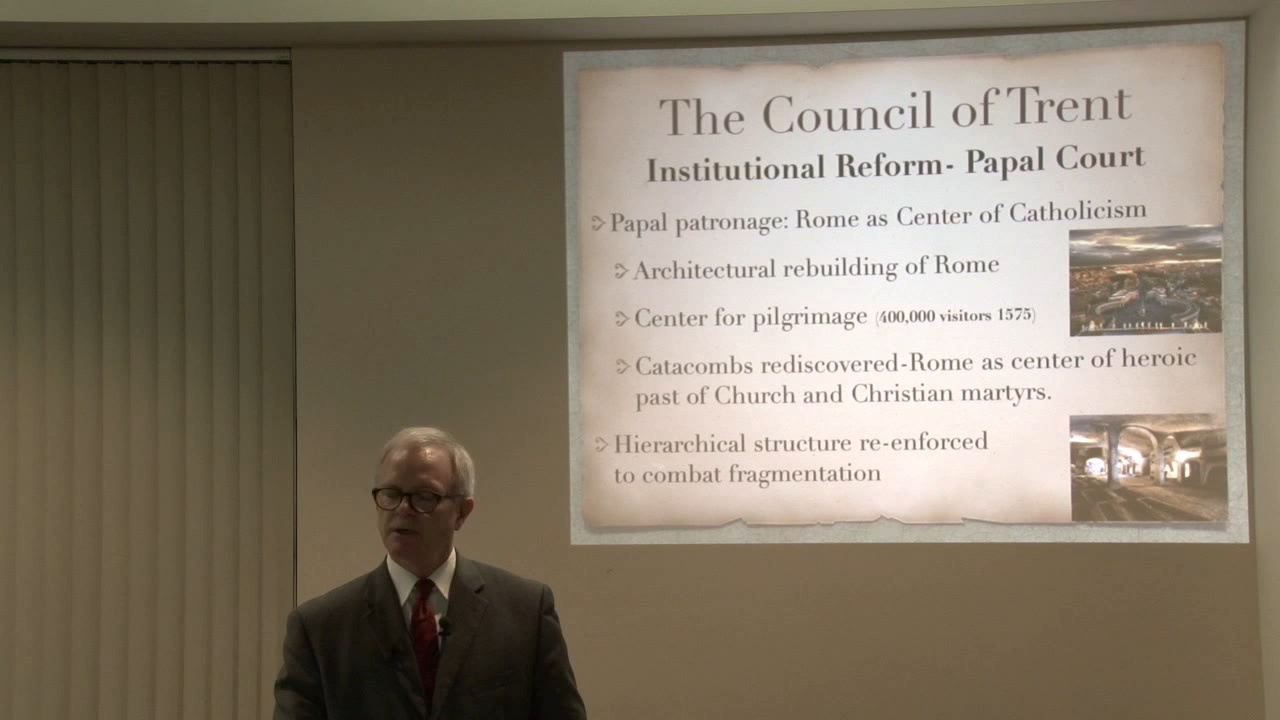 The Council of Trent
Institutional Reform- Papal Court
Papal patronage: Rome as Center of Catholicism
Architectural rebuilding of Rome
Center for pilgrimage (400,000 visitors 1575)
Catacombs rediscovered-Rome as center of heroic
past of Church and Christian martyrs.
Hierarchical structure re-enforced
to combat fragmentation